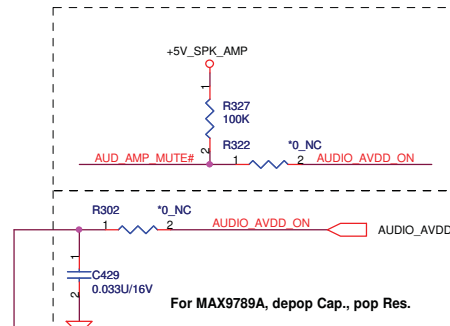 +5V_SPK_AMP
1
R327
100K
2
R322
*0_NC
AUD_AMP_MUTE#
1
2
AUDIO_AVDD_ON
R302
*0_NC
1
2
AUDIO_AVDD_ON
AUDIO_AVDD
1
C429
0.033U/16V
2
For MAX9789A, depop Cap., pop Res.